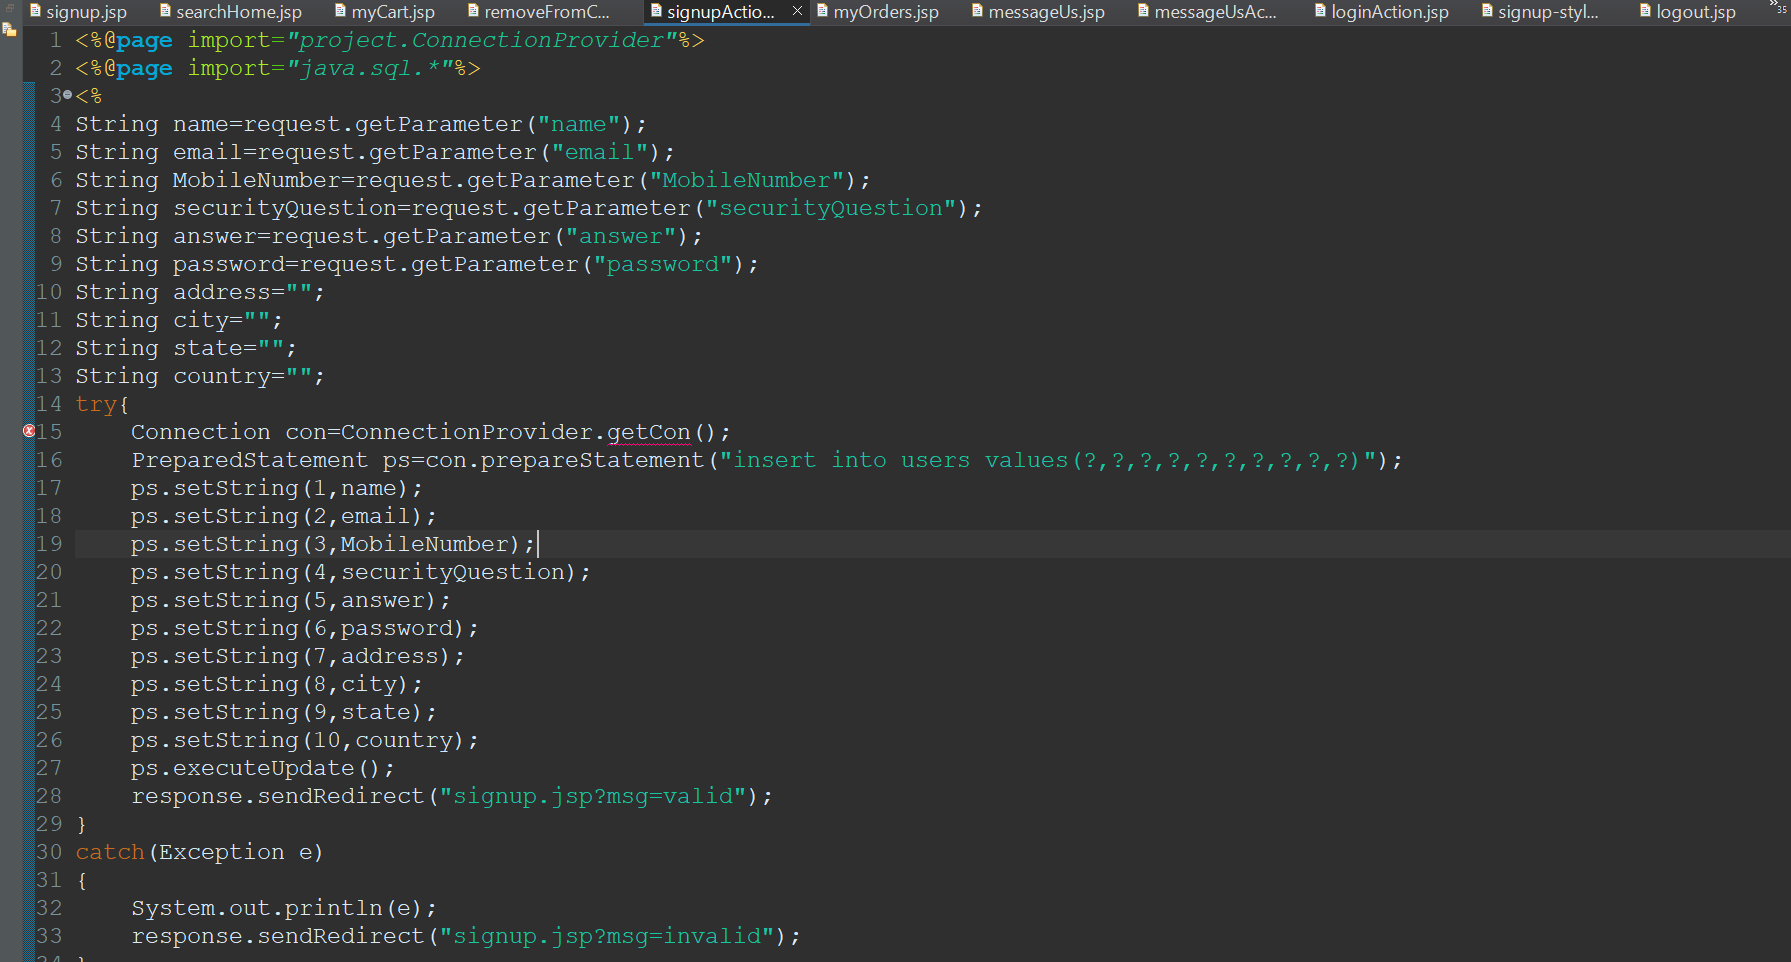 signup.jsp searchHome.jsp myCart.jsp removeFromC... signupActio... myOrders.jsp messageUs.jsp messageUsAc... loginAction.jsp signup-styl... logout.jsp »35
1 <%@page import="project.ConnectionProvider"%>
2 <%@page import="java.sql.*"%>
3 <%
4 String name=request.getParameter("name");
5 String email=request.getParameter("email");
6 String MobileNumber=request.getParameter("MobileNumber");
7 String securityQuestion=request.getParameter("securityQuestion");
8 String answer=request.getParameter("answer");
9 String password=request.getParameter("password");
10 String address="";
11 String city="";
12 String state="";
13 String country="";
14 try{
15     Connection con=ConnectionProvider.getCon();
16     PreparedStatement ps=con.prepareStatement("insert into users values(?,?,?,?,?,?,?,?,?,?)");
17     ps.setString(1,name);
18     ps.setString(2,email);
19     ps.setString(3,MobileNumber);
20     ps.setString(4,securityQuestion);
21     ps.setString(5,answer);
22     ps.setString(6,password);
23     ps.setString(7,address);
24     ps.setString(8,city);
25     ps.setString(9,state);
26     ps.setString(10,country);
27     ps.executeUpdate();
28     response.sendRedirect("signup.jsp?msg=valid");
29 }
30 catch(Exception e)
31 {
32     System.out.println(e);
33     response.sendRedirect("signup.jsp?msg=invalid");
34 }